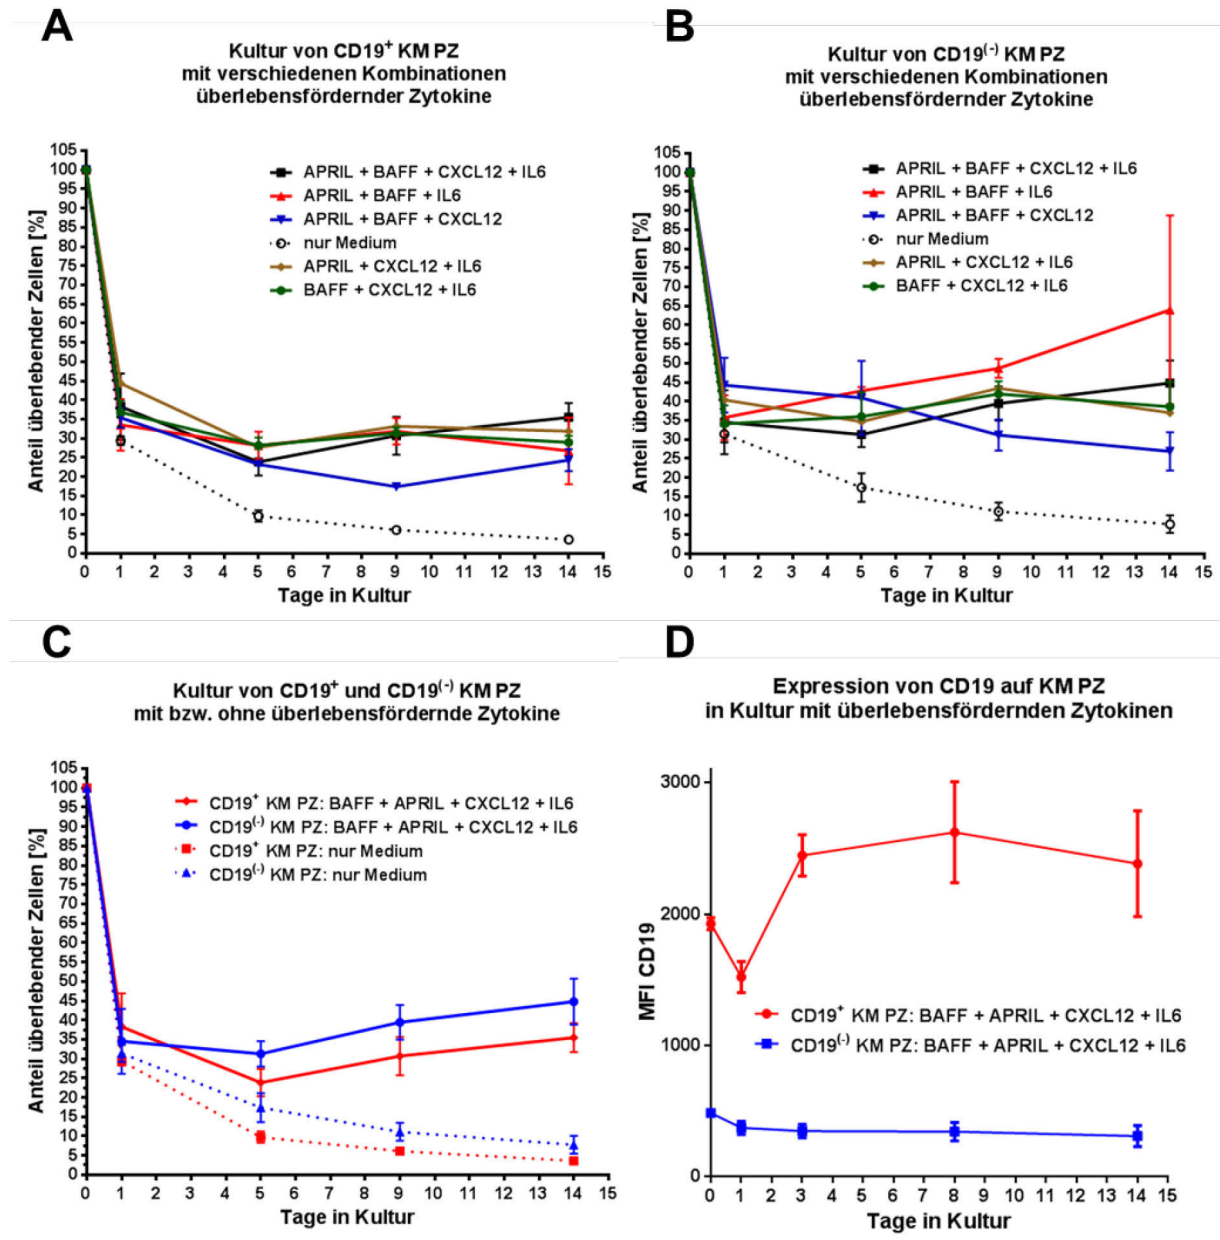 A
Kultur von CD19⁺ KM PZ
mit verschiedenen Kombinationen
überlebensfördernder Zytokine
Anteil überlebender Zellen [%]
105
100
95
90
85
80
75
70
65
60
55
50
45
40
35
30
25
20
15
10
5
0
APRIL + BAFF + CXCL12 + IL6
APRIL + BAFF + IL6
APRIL + BAFF + CXCL12
nur Medium
APRIL + CXCL12 + IL6
BAFF + CXCL12 + IL6
0 1 2 3 4 5 6 7 8 9 10 11 12 13 14 15
Tage in Kultur
B
Kultur von CD19⁽⁻⁾ KM PZ
mit verschiedenen Kombinationen
überlebensfördernder Zytokine
Anteil überlebender Zellen [%]
105
100
95
90
85
80
75
70
65
60
55
50
45
40
35
30
25
20
15
10
5
0
APRIL + BAFF + CXCL12 + IL6
APRIL + BAFF + IL6
APRIL + BAFF + CXCL12
nur Medium
APRIL + CXCL12 + IL6
BAFF + CXCL12 + IL6
0 1 2 3 4 5 6 7 8 9 10 11 12 13 14 15
Tage in Kultur
C
Kultur von CD19⁺ und CD19⁽⁻⁾ KM PZ
mit bzw. ohne überlebensfördernde Zytokine
Anteil überlebender Zellen [%]
105
100
95
90
85
80
75
70
65
60
55
50
45
40
35
30
25
20
15
10
5
0
CD19⁺ KM PZ: BAFF + APRIL + CXCL12 + IL6
CD19⁽⁻⁾ KM PZ: BAFF + APRIL + CXCL12 + IL6
CD19⁺ KM PZ: nur Medium
CD19⁽⁻⁾ KM PZ: nur Medium
0 1 2 3 4 5 6 7 8 9 10 11 12 13 14 15
Tage in Kultur
D
Expression von CD19 auf KM PZ
in Kultur mit überlebensfördernden Zytokinen
MFI CD19
3000
2000
1000
0
CD19⁺ KM PZ: BAFF + APRIL + CXCL12 + IL6
CD19⁽⁻⁾ KM PZ: BAFF + APRIL + CXCL12 + IL6
0 1 2 3 4 5 6 7 8 9 10 11 12 13 14 15
Tage in Kultur